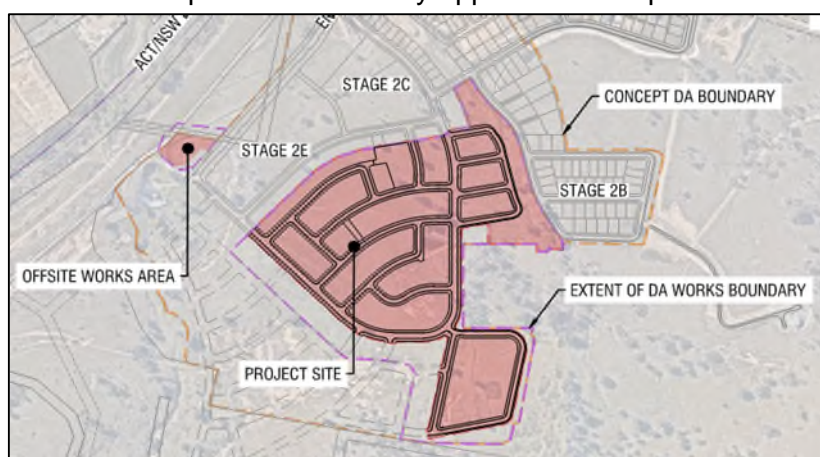 ACT/NSW
EN
STAGE 2C
CONCEPT DA BOUNDARY
STAGE 2E
STAGE 2B
OFFSITE WORKS AREA
EXTENT OF DA WORKS BOUNDARY
PROJECT SITE